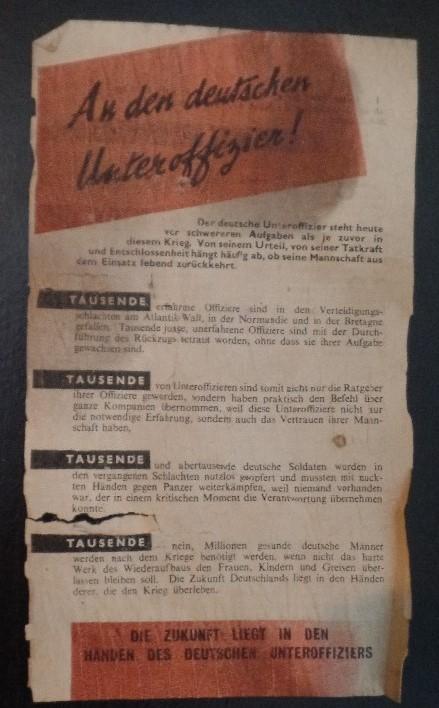 An den deutschen
Unteroffizier!
Der deutsche Unteroffizier steht heute
vor schwereren Aufgaben als je zuvor in
diesem Krieg. Von seinem Urteil, von seiner Tatkraft
und Entschlossenheit hängt häufig ab, ob seine Mannschaft aus
dem Einsatz lebend zurückkehrt.
TAUSENDE erfahrne Offiziere sind in den Verteidigungs-
schlachten am Atlantik-Wall, in der Normandie und in der Bretagne
gefallen. Tausende junge, unerfahrene Offiziere sind mit der Durch-
führung des Rückzugs betraut worden, ohne dass sie ihrer Aufgabe
gewachsen sind.
TAUSENDE von Unteroffizieren sind somit nicht nur die Ratgeber
ihrer Offiziere geworden, sondern haben praktisch den Befehl über
ganze Kompanien übernommen, weil diese Unteroffiziere nicht nur
die notwendige Erfahrung, sondern auch das Vertrauen ihrer Mann-
schaft haben.
TAUSENDE und abertausende deutsche Soldaten wurden in
den vergangenen Schlachten nutzlos geopfert und mussten mit nack-
ten Händen gegen Panzer weiterkämpfen, weil niemand vorhanden
war, der in einem kritischen Moment die Verantwortung übernehmen
konnte.
TAUSENDE ... nein, Millionen gesunde deutsche Männer
werden nach dem Kriege benötigt werden, wenn nicht das harte
Werk des Wiederaufbaus den Frauen, Kindern und Greisen über-
lassen bleiben soll. Die Zukunft Deutschlands liegt in den Händen
derer, die den Krieg überleben.
DIE ZUKUNFT LIEGT IN DEN
HÄNDEN DES DEUTSCHEN UNTEROFFIZIERS